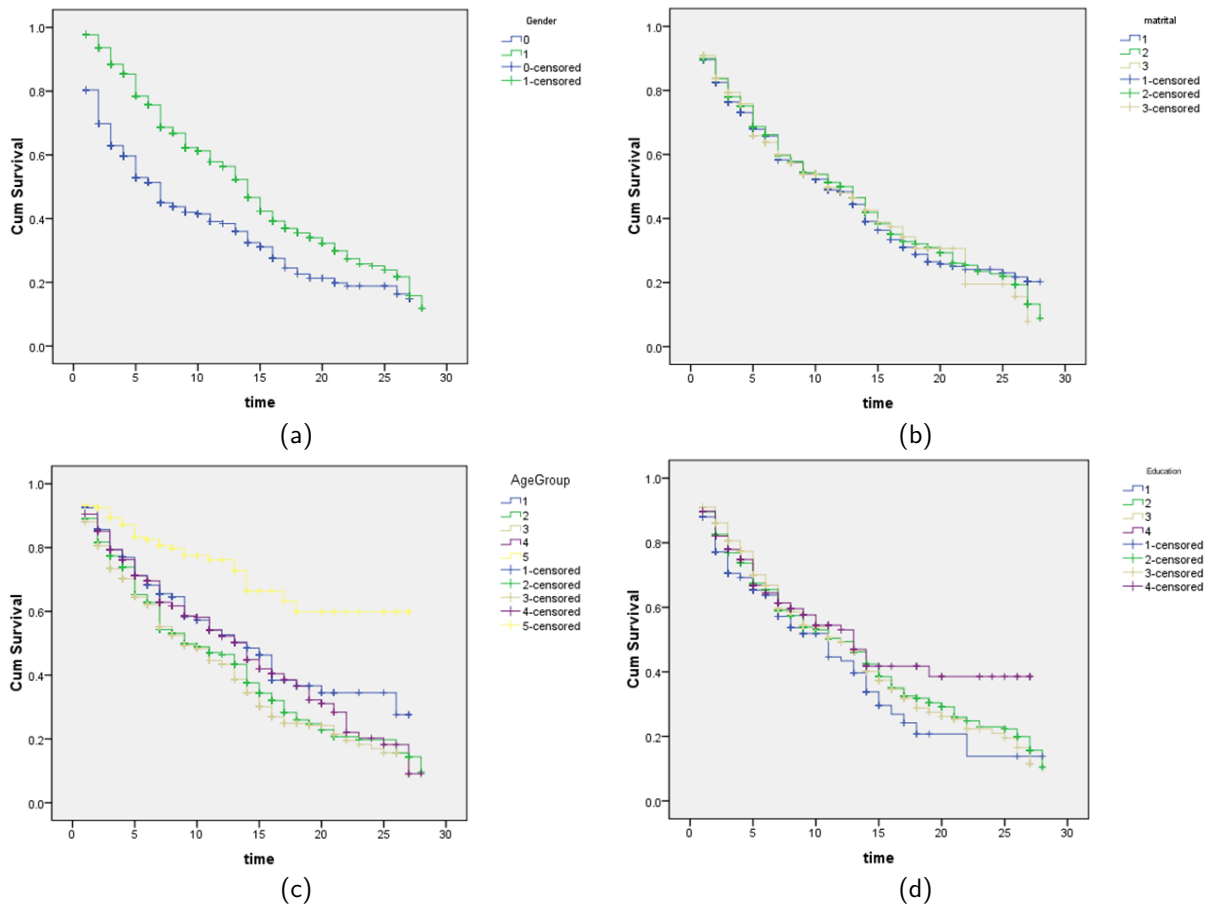 Gender
0
1
0-censored
1-censored
1.0
0.8
0.6
0.4
0.2
0.0
Cum Survival
0 5 10 15 20 25 30
time
(a)
matrital
1
2
3
1-censored
2-censored
3-censored
1.0
0.8
0.6
0.4
0.2
0.0
Cum Survival
0 5 10 15 20 25 30
time
(b)
AgeGroup
1
2
3
4
5
1-censored
2-censored
3-censored
4-censored
5-censored
1.0
0.8
0.6
0.4
0.2
0.0
Cum Survival
0 5 10 15 20 25 30
time
(c)
Education
1
2
3
4
1-censored
2-censored
3-censored
4-censored
1.0
0.8
0.6
0.4
0.2
0.0
Cum Survival
0 5 10 15 20 25 30
time
(d)